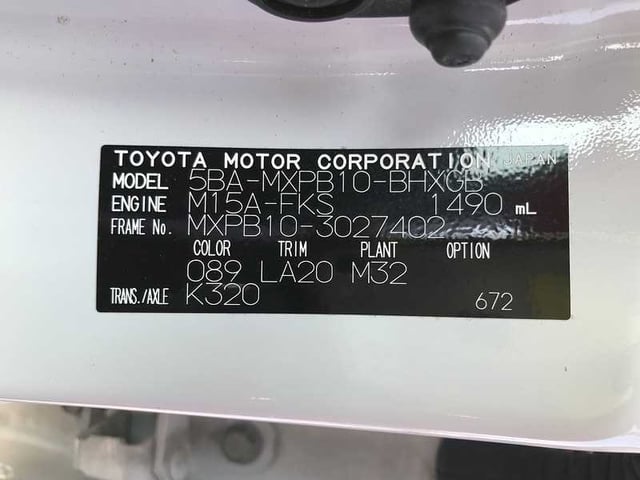 TOYOTA MOTOR CORPORATION JAPAN
MODEL 5BA-MXPB10-BHXGB
ENGINE M15A-FKS 1490 mL
FRAME No. MXPB10-3027402
COLOR TRIM PLANT OPTION
089 LA20 M32
TRANS./AXLE K320 672